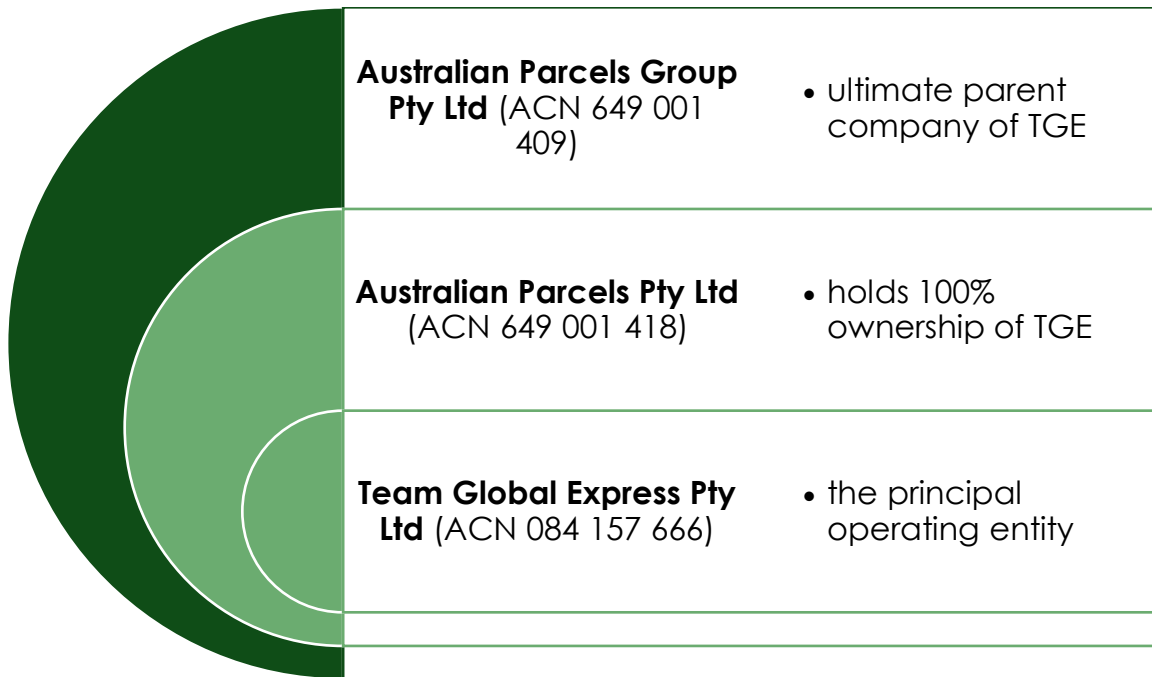 Australian Parcels Group
Pty Ltd (ACN 649 001
409)
• ultimate parent
company of TGE
Australian Parcels Pty Ltd
(ACN 649 001 418)
• holds 100%
ownership of TGE
Team Global Express Pty
Ltd (ACN 084 157 666)
• the principal
operating entity